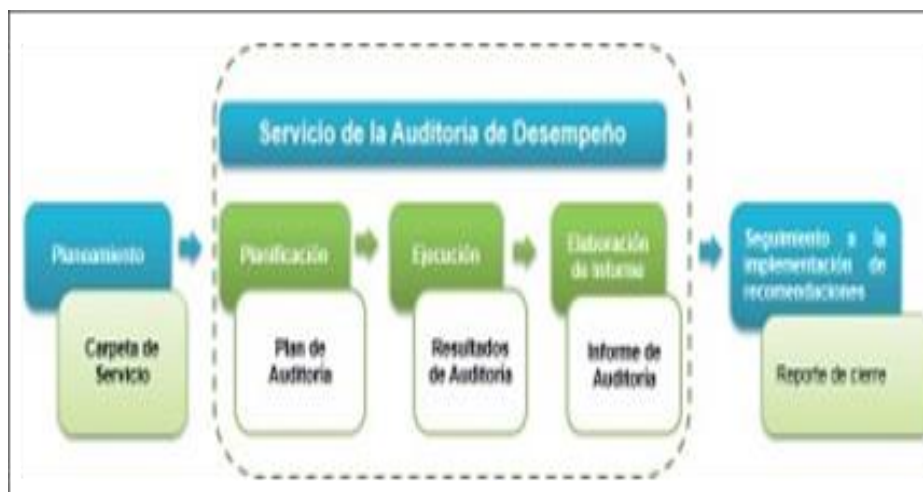 Servicio de la Auditoria de Desempeño
Planeamiento
Carpeta de
Servicio
Planificación
Plan de
Auditoria
Ejecución
Resultados
de Auditoria
Elaboración
de informe
Informe de
Auditoria
Seguimiento a la
implementación de
recomendaciones
Reporte de cierre